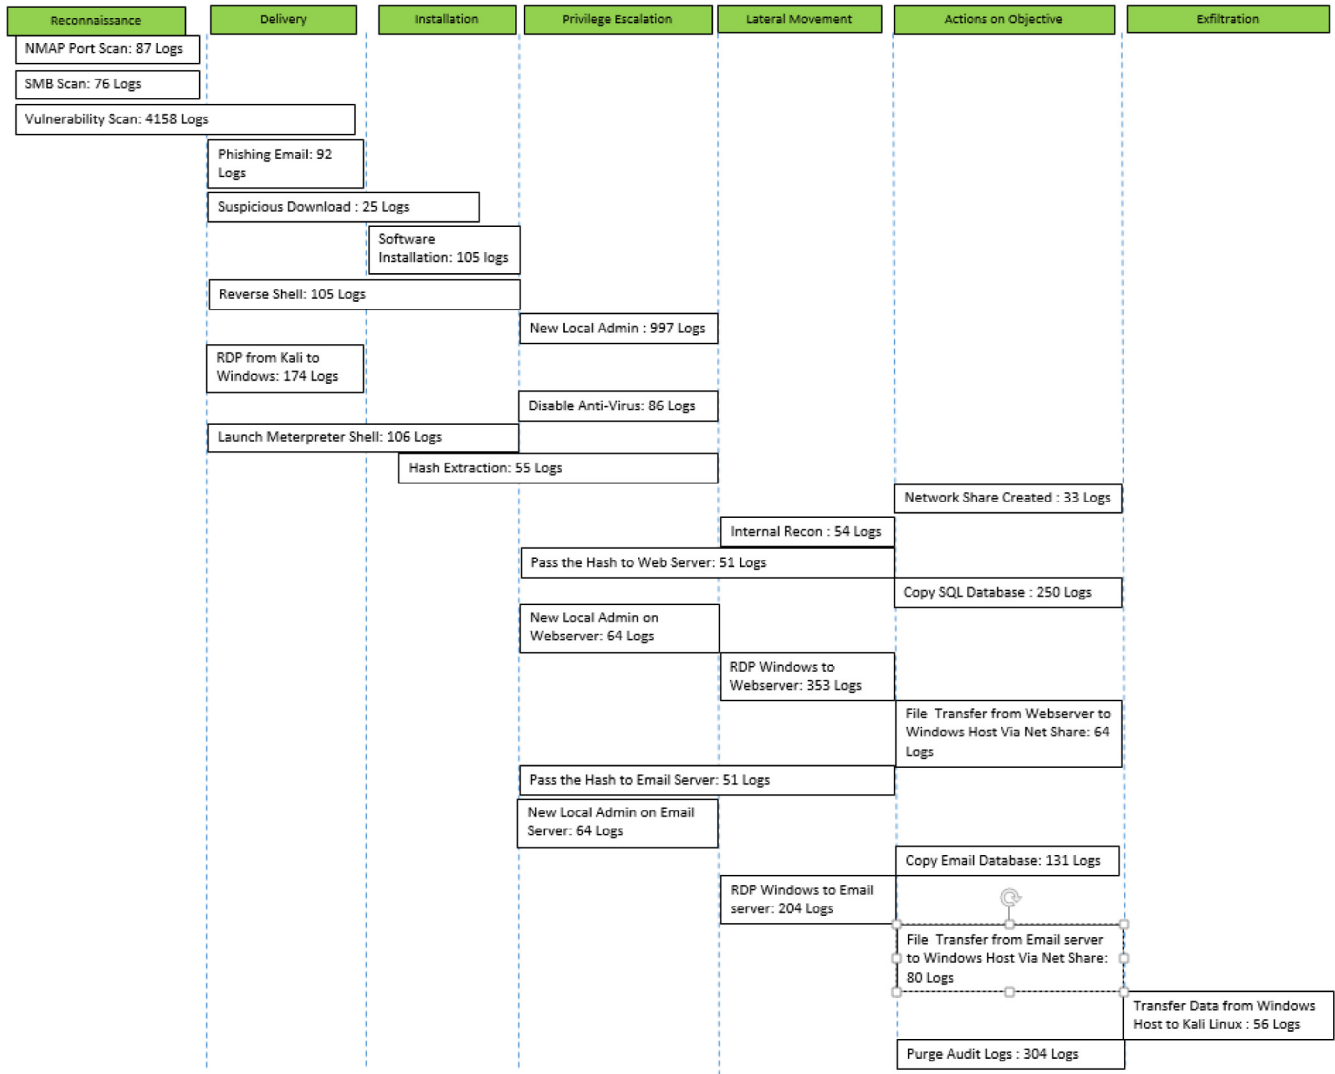 Reconnaissance
Delivery
Installation
Privilege Escalation
Lateral Movement
Actions on Objective
Exfiltration
NMAP Port Scan: 87 Logs
SMB Scan: 76 Logs
Vulnerability Scan: 4158 Logs
Phishing Email: 92
Logs
Suspicious Download : 25 Logs
Software
Installation: 105 logs
Reverse Shell: 105 Logs
New Local Admin : 997 Logs
RDP from Kali to
Windows: 174 Logs
Disable Anti-Virus: 86 Logs
Launch Meterpreter Shell: 106 Logs
Hash Extraction: 55 Logs
Network Share Created : 33 Logs
Internal Recon : 54 Logs
Pass the Hash to Web Server: 51 Logs
Copy SQL Database : 250 Logs
New Local Admin on
Webserver: 64 Logs
RDP Windows to
Webserver: 353 Logs
File Transfer from Webserver to
Windows Host Via Net Share: 64
Logs
Pass the Hash to Email Server: 51 Logs
New Local Admin on Email
Server: 64 Logs
Copy Email Database: 131 Logs
RDP Windows to Email
server: 204 Logs
File Transfer from Email server
to Windows Host Via Net Share:
80 Logs
Transfer Data from Windows
Host to Kali Linux : 56 Logs
Purge Audit Logs : 304 Logs